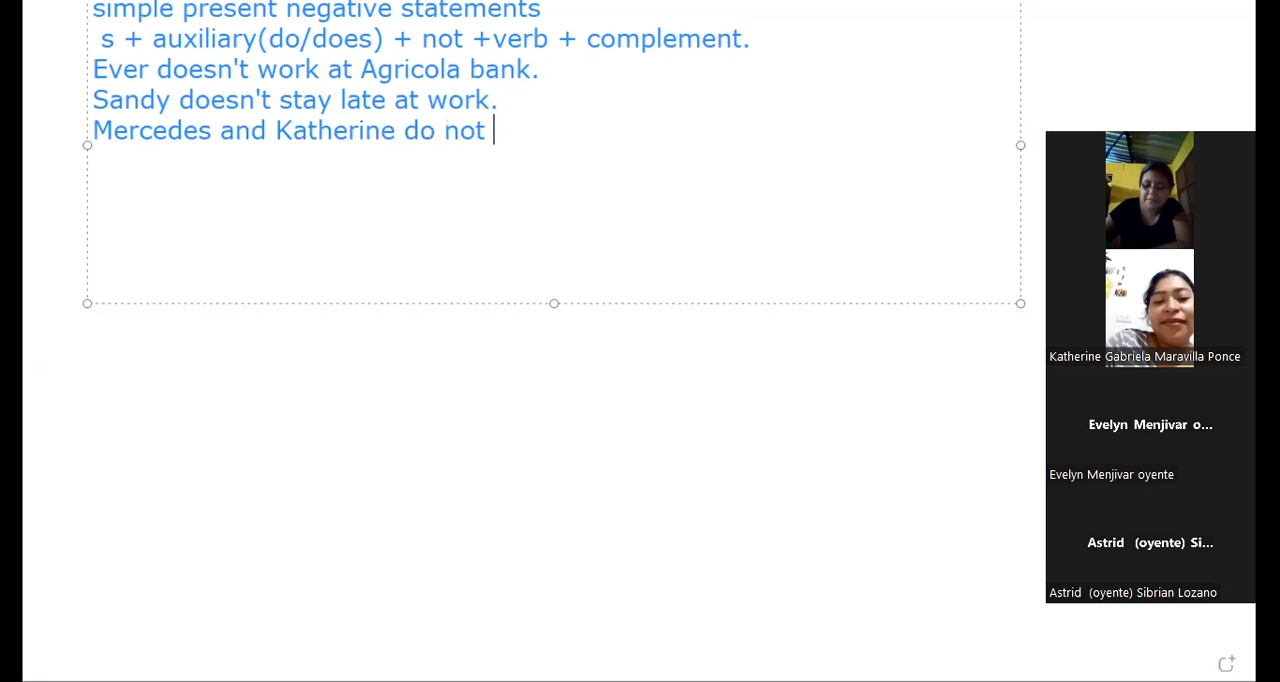 simple present negative statements
s + auxiliary(do/does) + not +verb + complement.
Ever doesn't work at Agricola bank.
Sandy doesn't stay late at work.
Mercedes and Katherine do not
Katherine Gabriela Maravilla Ponce
Evelyn Menjivar o...
Evelyn Menjivar oyente
Astrid (oyente) Si...
Astrid (oyente) Sibrian Lozano